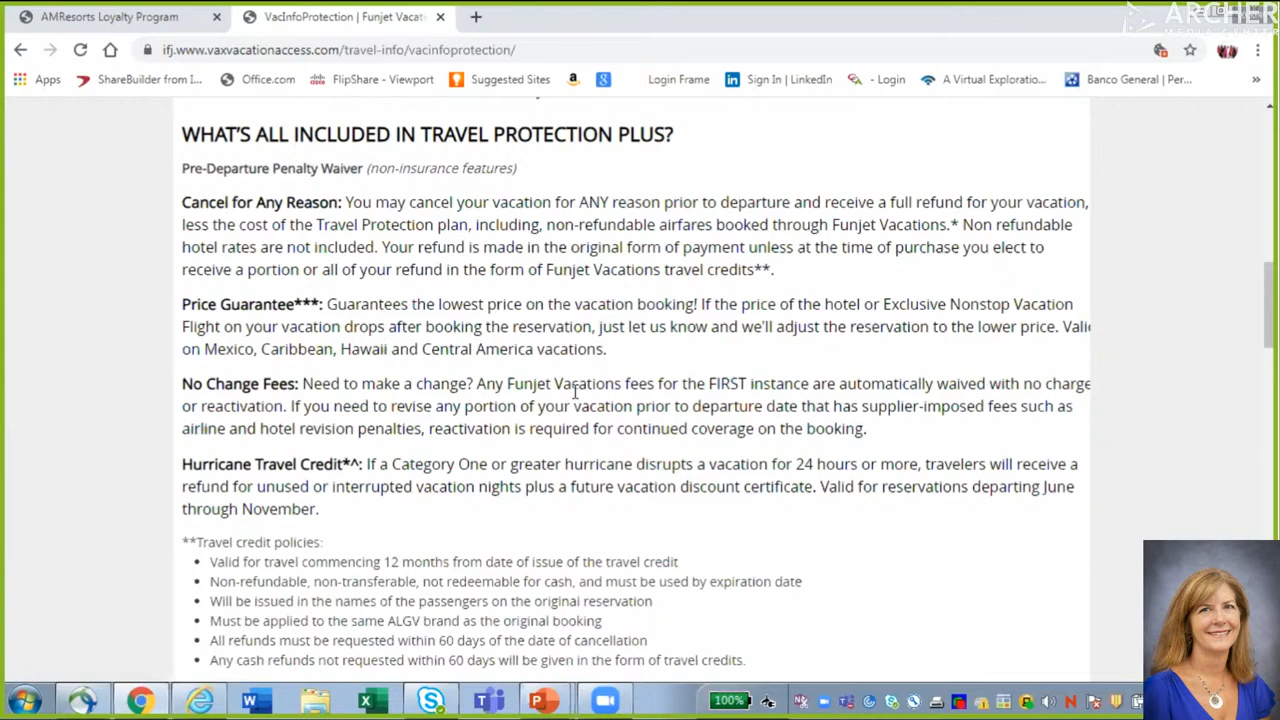 AMResorts Loyalty Program
VacInfoProtection | Funjet Vacati
ARCHER
MEDIA CENTER
ifj.www.vaxvacationaccess.com/travel-info/vacinfoprotection/
Apps ShareBuilder from I... Office.com FlipShare - Viewport Suggested Sites Login Frame Sign In | LinkedIn - Login A Virtual Exploratio... Banco General | Per...
WHAT'S ALL INCLUDED IN TRAVEL PROTECTION PLUS?
Pre-Departure Penalty Waiver (non-insurance features)
Cancel for Any Reason: You may cancel your vacation for ANY reason prior to departure and receive a full refund for your vacation,
less the cost of the Travel Protection plan, including, non-refundable airfares booked through Funjet Vacations.* Non refundable
hotel rates are not included. Your refund is made in the original form of payment unless at the time of purchase you elect to
receive a portion or all of your refund in the form of Funjet Vacations travel credits**.
Price Guarantee***: Guarantees the lowest price on the vacation booking! If the price of the hotel or Exclusive Nonstop Vacation
Flight on your vacation drops after booking the reservation, just let us know and we'll adjust the reservation to the lower price. Vali
on Mexico, Caribbean, Hawaii and Central America vacations.
No Change Fees: Need to make a change? Any Funjet Vacations fees for the FIRST instance are automatically waived with no charge
or reactivation. If you need to revise any portion of your vacation prior to departure date that has supplier-imposed fees such as
airline and hotel revision penalties, reactivation is required for continued coverage on the booking.
Hurricane Travel Credit*^: If a Category One or greater hurricane disrupts a vacation for 24 hours or more, travelers will receive a
refund for unused or interrupted vacation nights plus a future vacation discount certificate. Valid for reservations departing June
through November.
**Travel credit policies:
• Valid for travel commencing 12 months from date of issue of the travel credit
• Non-refundable, non-transferable, not redeemable for cash, and must be used by expiration date
• Will be issued in the names of the passengers on the original reservation
• Must be applied to the same ALGV brand as the original booking
• All refunds must be requested within 60 days of the date of cancellation
• Any cash refunds not requested within 60 days will be given in the form of travel credits.
100%